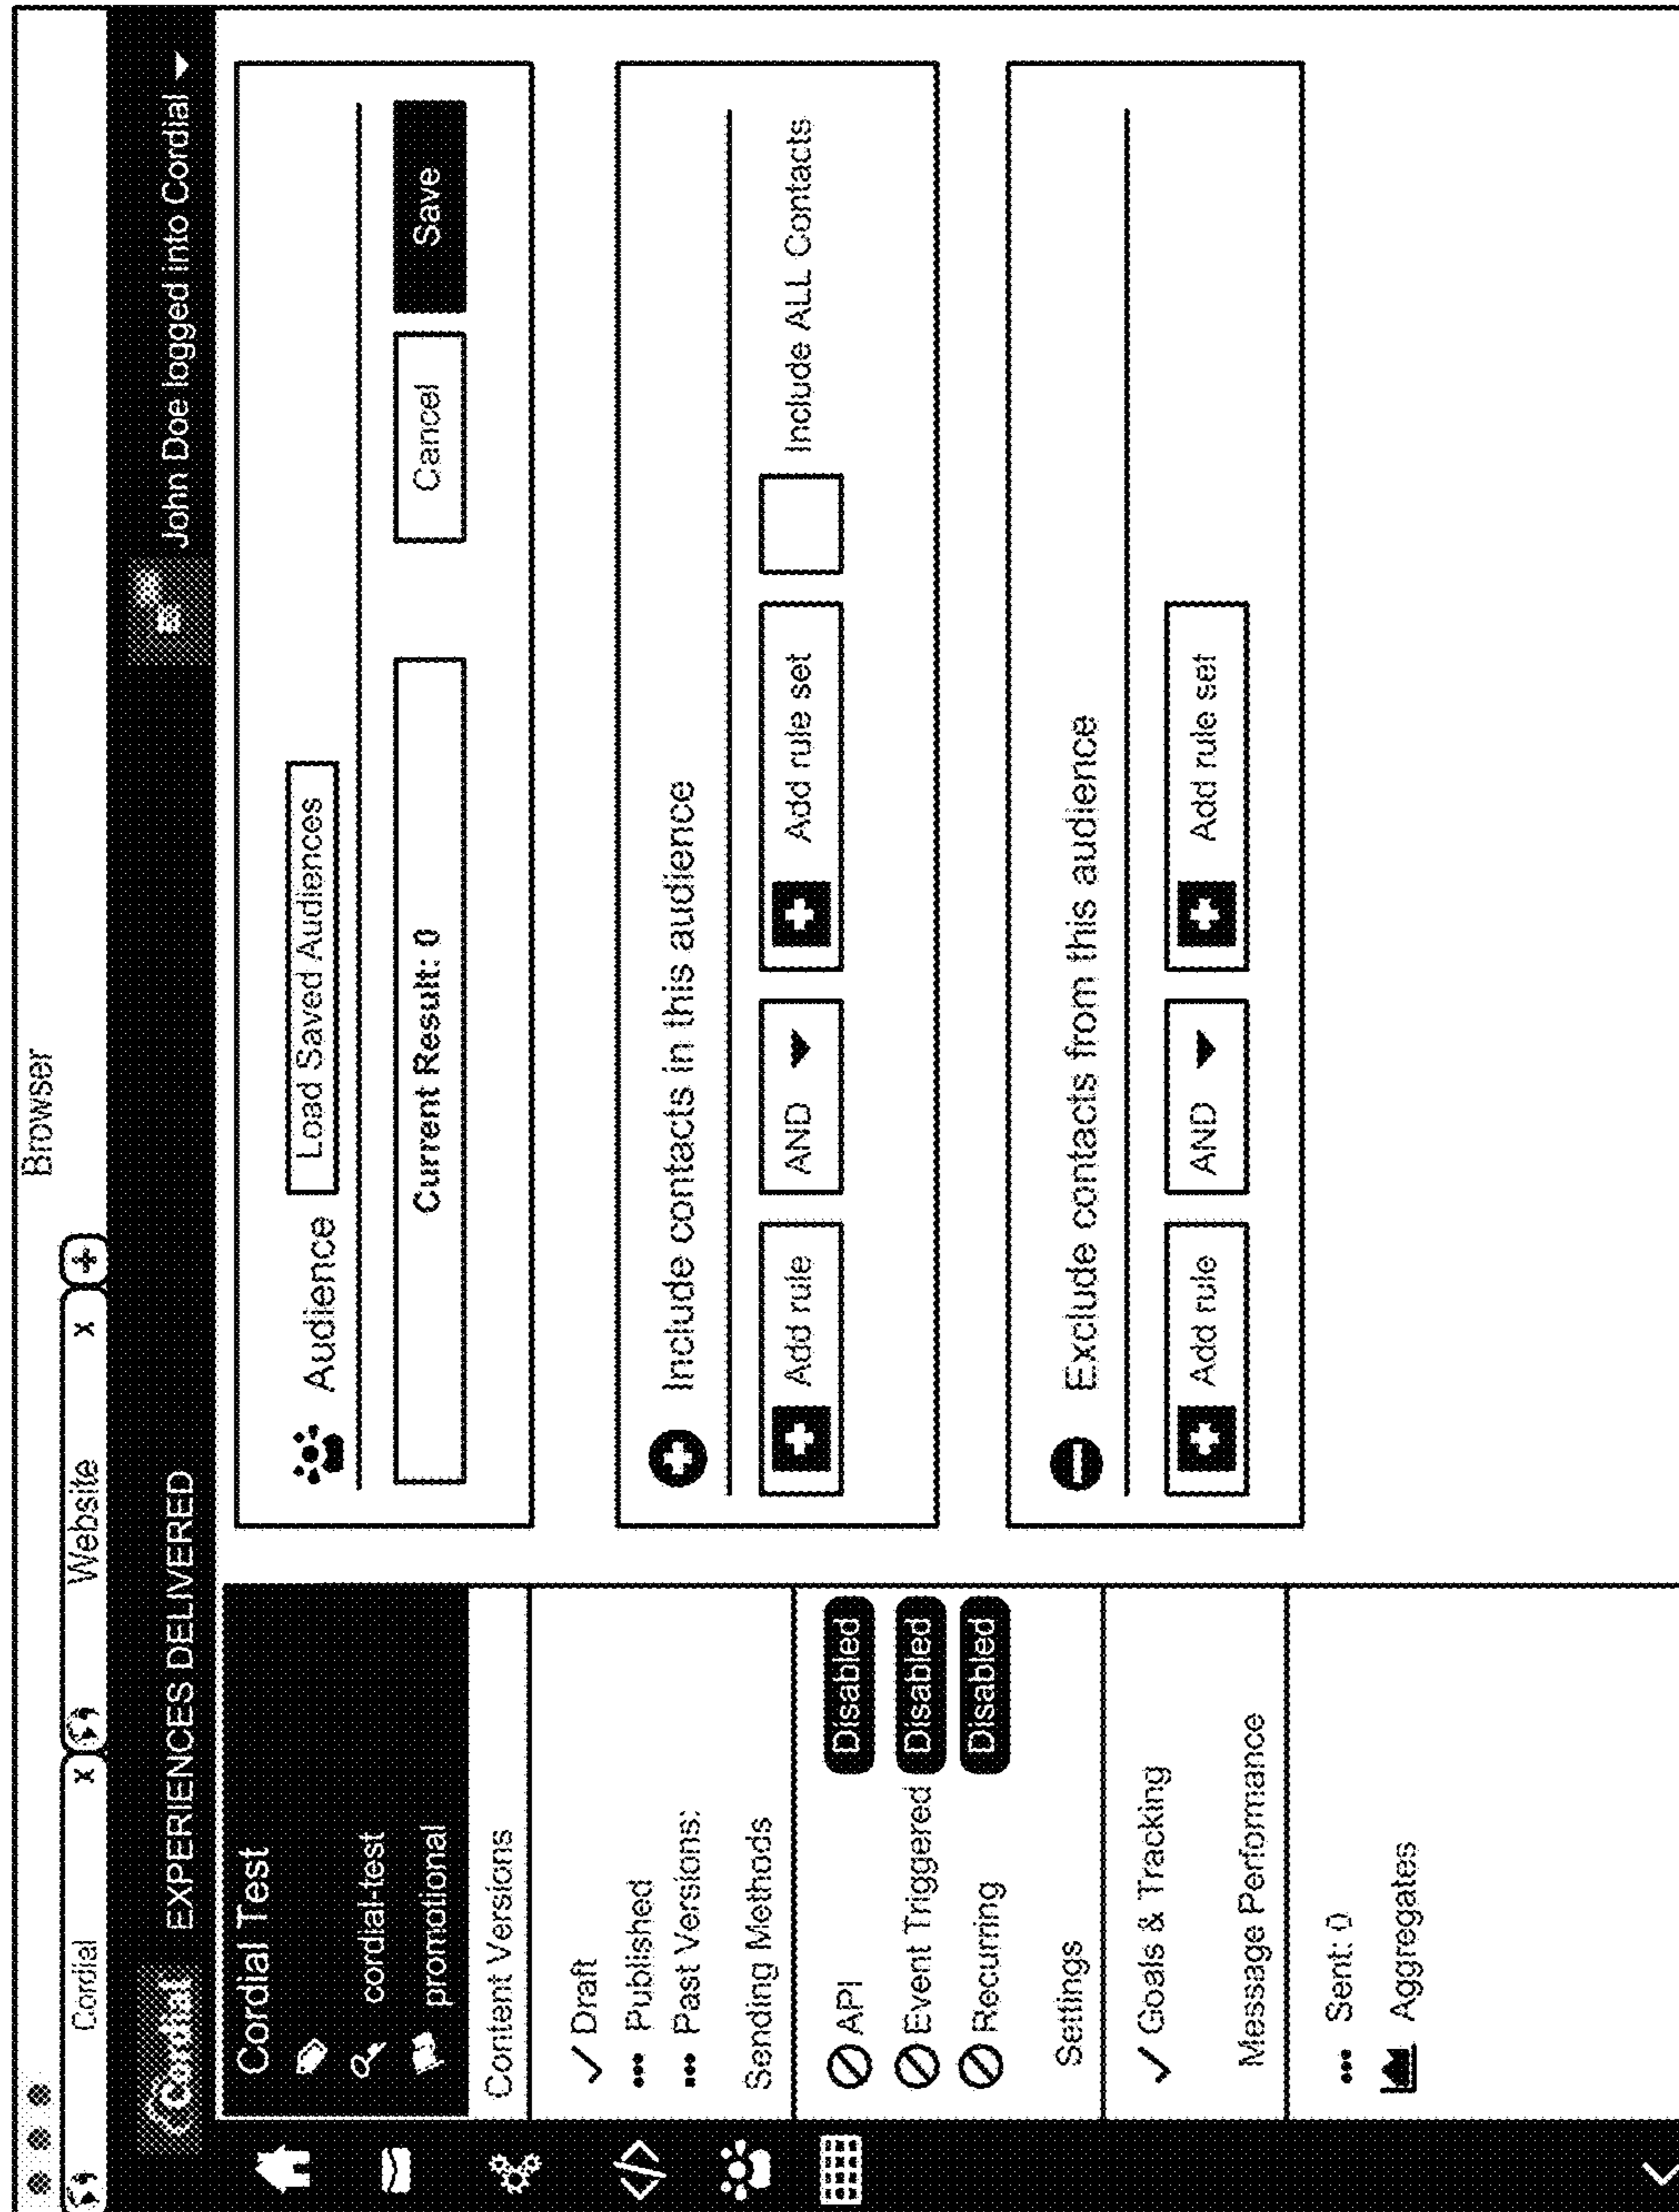 Browser
Cordial x Website x +
Cordial EXPERIENCES DELIVERED John Doe logged into Cordial
Cordial Test
cordial-test
promotional
Content Versions
Draft
Published
Past Versions:
Sending Methods
API Disabled
Event Triggered Disabled
Recurring Disabled
Settings
Goals & Tracking
Message Performance
Sent: 0
Aggregates
Audience Load Saved Audiences
Current Result: 0 Cancel Save
Include contacts in this audience
Add rule AND Add rule set Include ALL Contacts
Exclude contacts from this audience
Add rule AND Add rule set